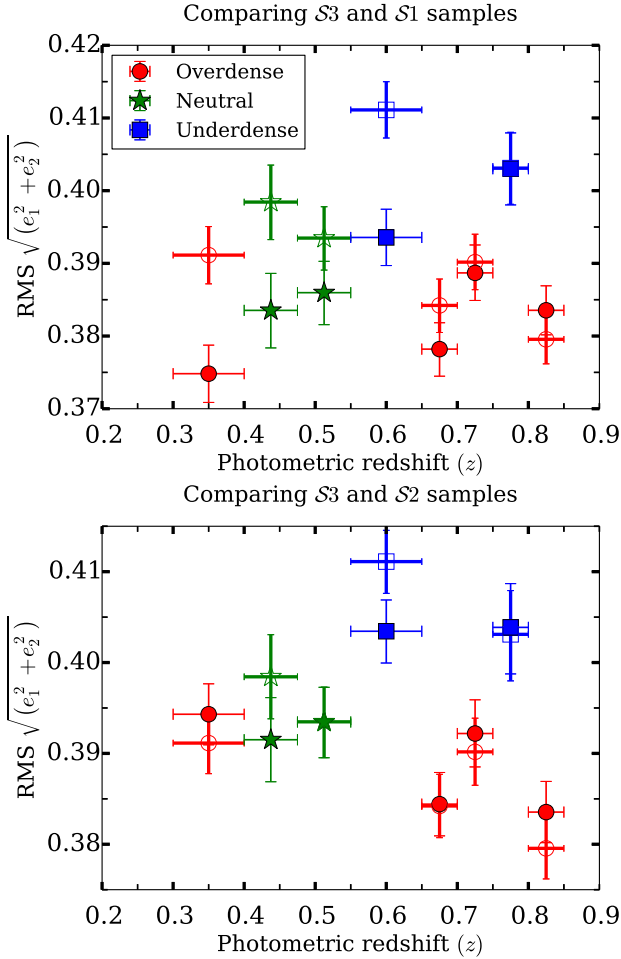 Comparing 𝒮3 and 𝒮1 samples
0.42
0.41
0.40
0.39
0.38
0.37
RMS √(e₁² + e₂²)
Overdense
Neutral
Underdense
0.2 0.3 0.4 0.5 0.6 0.7 0.8 0.9
Photometric redshift (z)
Comparing 𝒮3 and 𝒮2 samples
0.41
0.40
0.39
0.38
RMS √(e₁² + e₂²)
0.2 0.3 0.4 0.5 0.6 0.7 0.8 0.9
Photometric redshift (z)